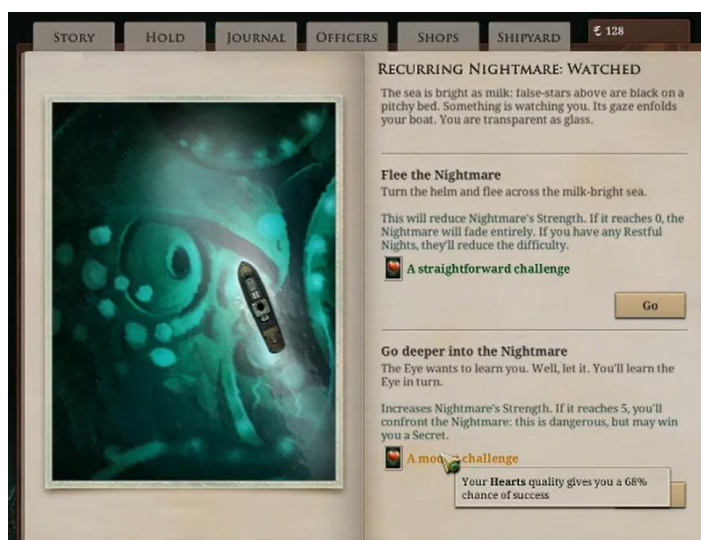 STORY
HOLD
JOURNAL
OFFICERS
SHOPS
SHIPYARD
128
RECURRING NIGHTMARE: WATCHED
The sea is bright as milk: false-stars above are black on a
pitchy bed. Something is watching you. Its gaze enfolds
your boat. You are transparent as glass.
Flee the Nightmare
Turn the helm and flee across the milk-bright sea.
This will reduce Nightmare's Strength. If it reaches 0, the
Nightmare will fade entirely. If you have any Restful
Nights, they'll reduce the difficulty.
A straightforward challenge
Go
Go deeper into the Nightmare
The Eye wants to learn you. Well, let it. You'll learn the
Eye in turn.
Increases Nightmare's Strength. If it reaches 5, you'll
confront the Nightmare: this is dangerous, but may win
you a Secret.
A challenge
Your Hearts quality gives you a 68%
chance of success